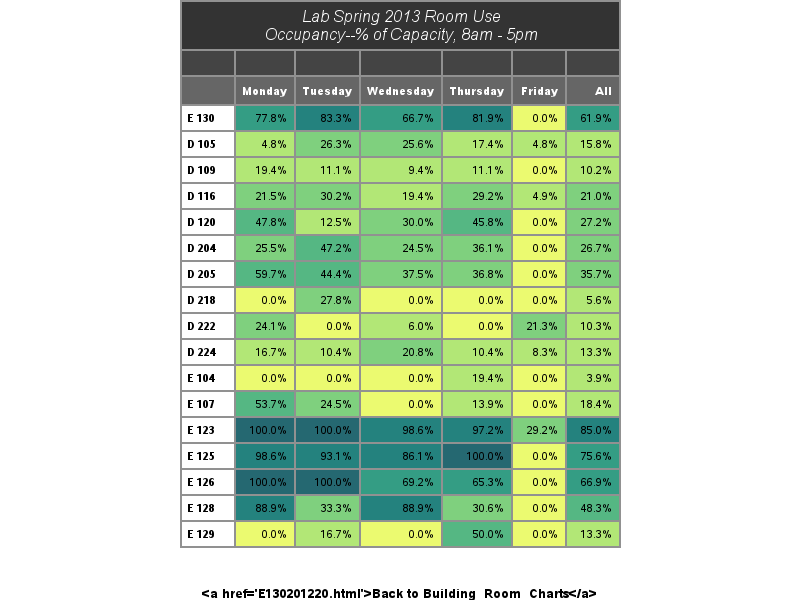 Lab Spring 2013 Room Use
Occupancy--% of Capacity, 8am - 5pm
Monday Tuesday Wednesday Thursday Friday All
E 130 77.8% 83.3% 66.7% 81.9% 0.0% 61.9%
D 105 4.8% 26.3% 25.6% 17.4% 4.8% 15.8%
D 109 19.4% 11.1% 9.4% 11.1% 0.0% 10.2%
D 116 21.5% 30.2% 19.4% 29.2% 4.9% 21.0%
D 120 47.8% 12.5% 30.0% 45.8% 0.0% 27.2%
D 204 25.5% 47.2% 24.5% 36.1% 0.0% 26.7%
D 205 59.7% 44.4% 37.5% 36.8% 0.0% 35.7%
D 218 0.0% 27.8% 0.0% 0.0% 0.0% 5.6%
D 222 24.1% 0.0% 6.0% 0.0% 21.3% 10.3%
D 224 16.7% 10.4% 20.8% 10.4% 8.3% 13.3%
E 104 0.0% 0.0% 0.0% 19.4% 0.0% 3.9%
E 107 53.7% 24.5% 0.0% 13.9% 0.0% 18.4%
E 123 100.0% 100.0% 98.6% 97.2% 29.2% 85.0%
E 125 98.6% 93.1% 86.1% 100.0% 0.0% 75.6%
E 126 100.0% 100.0% 69.2% 65.3% 0.0% 66.9%
E 128 88.9% 33.3% 88.9% 30.6% 0.0% 48.3%
E 129 0.0% 16.7% 0.0% 50.0% 0.0% 13.3%
<a href='E130201220.html'>Back to Building_Room_Charts</a>